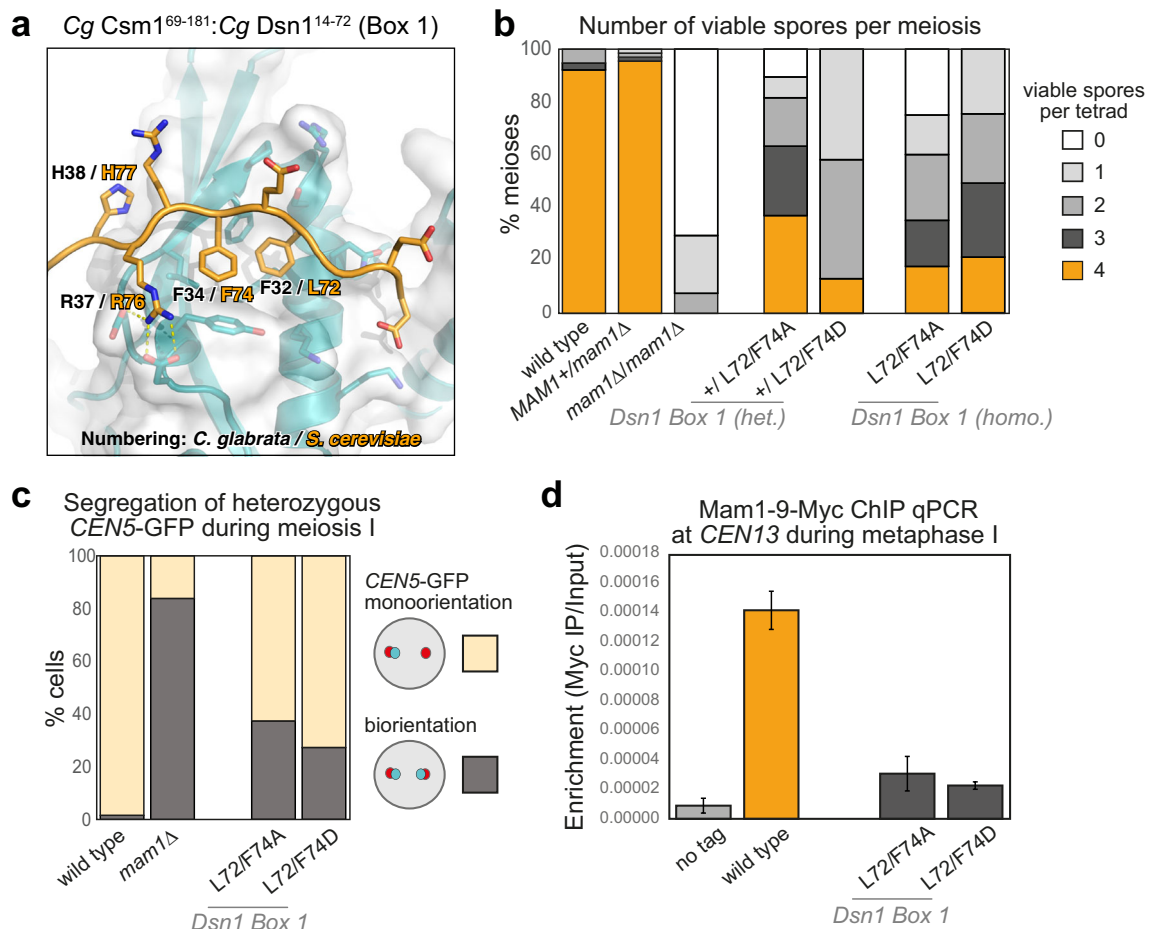 a
Cg Csm1⁶⁹⁻¹⁸¹:Cg Dsn1¹⁴⁻⁷² (Box 1)
H38 / H77
R37 / R76
F34 / F74
F32 / L72
Numbering: C. glabrata / S. cerevisiae
b
Number of viable spores per meiosis
% meioses
100
80
60
40
20
0
wild type
MAM1+/mam1Δ
mam1Δ/mam1Δ
+/ L72/F74A
+/ L72/F74D
L72/F74A
L72/F74D
Dsn1 Box 1 (het.)
Dsn1 Box 1 (homo.)
viable spores
per tetrad
0
1
2
3
4
c
Segregation of heterozygous
CEN5-GFP during meiosis I
% cells
100
80
60
40
20
0
wild type
mam1Δ
L72/F74A
L72/F74D
Dsn1 Box 1
CEN5-GFP
monoorientation
biorientation
d
Mam1-9-Myc ChIP qPCR
at CEN13 during metaphase I
Enrichment (Myc IP/Input)
0.00018
0.00016
0.00014
0.00012
0.00010
0.00008
0.00006
0.00004
0.00002
0.00000
no tag
wild type
L72/F74A
L72/F74D
Dsn1 Box 1